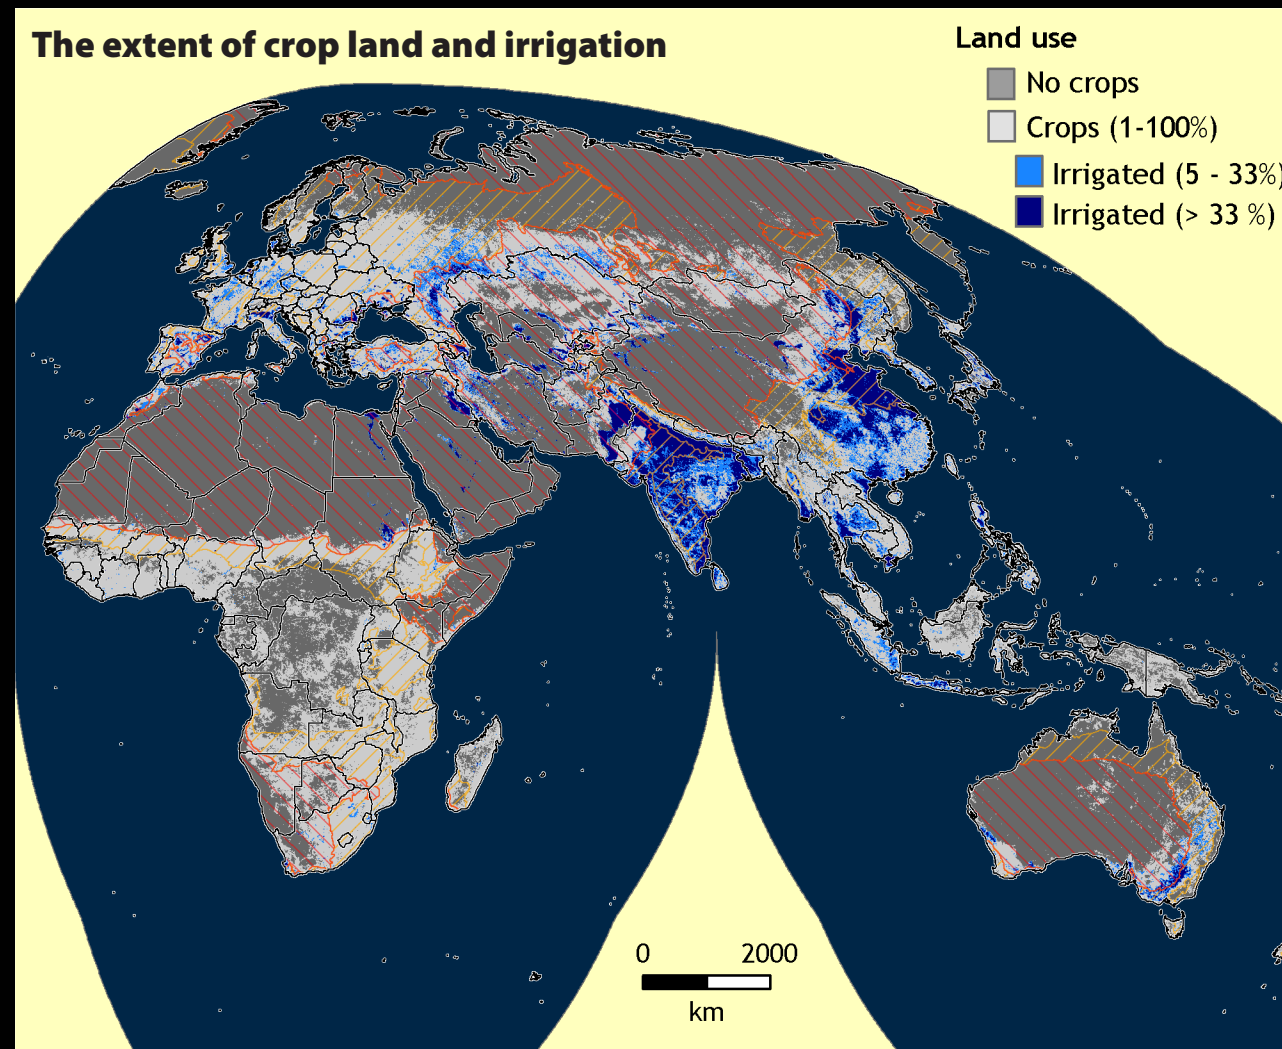 The extent of crop land and irrigation
Land use
No crops
Crops (1-100%)
Irrigated (5 - 33%)
Irrigated (> 33 %)
0 2000
km